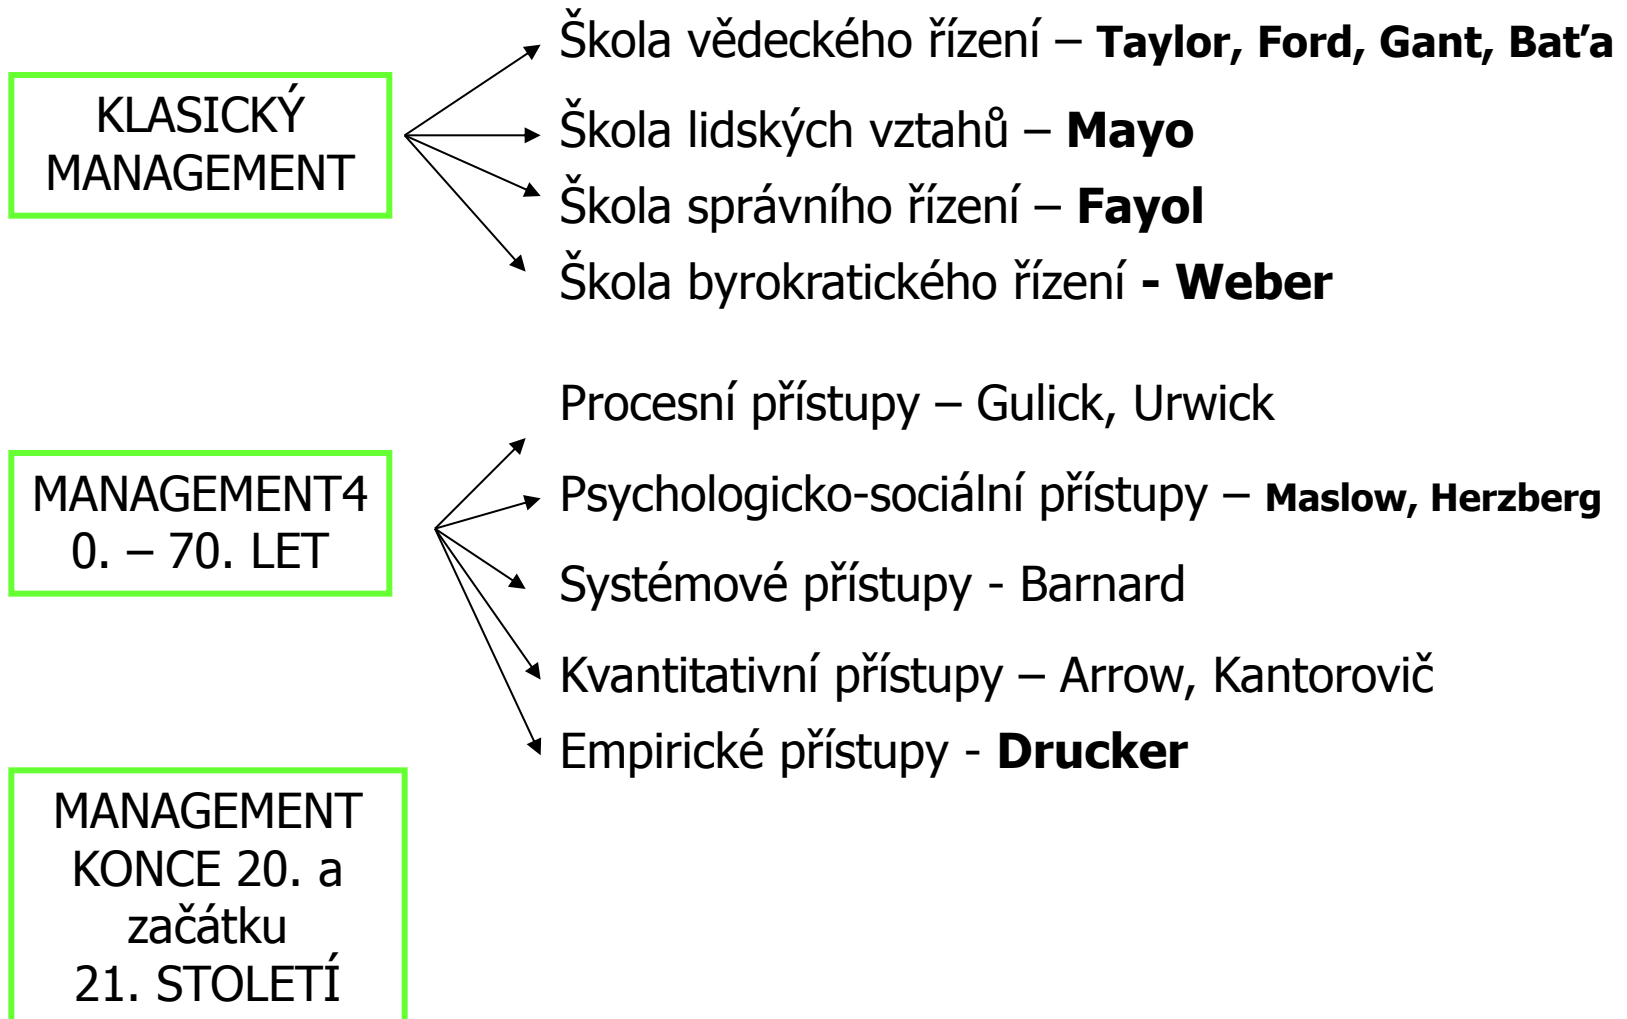 KLASICKÝ
MANAGEMENT
Škola vědeckého řízení – Taylor, Ford, Gant, Baťa
Škola lidských vztahů – Mayo
Škola správního řízení – Fayol
Škola byrokratického řízení - Weber
MANAGEMENT4
0. – 70. LET
Procesní přístupy – Gulick, Urwick
Psychologicko-sociální přístupy – Maslow, Herzberg
Systémové přístupy - Barnard
Kvantitativní přístupy – Arrow, Kantorovič
Empirické přístupy - Drucker
MANAGEMENT
KONCE 20. a
začátku
21. STOLETÍ